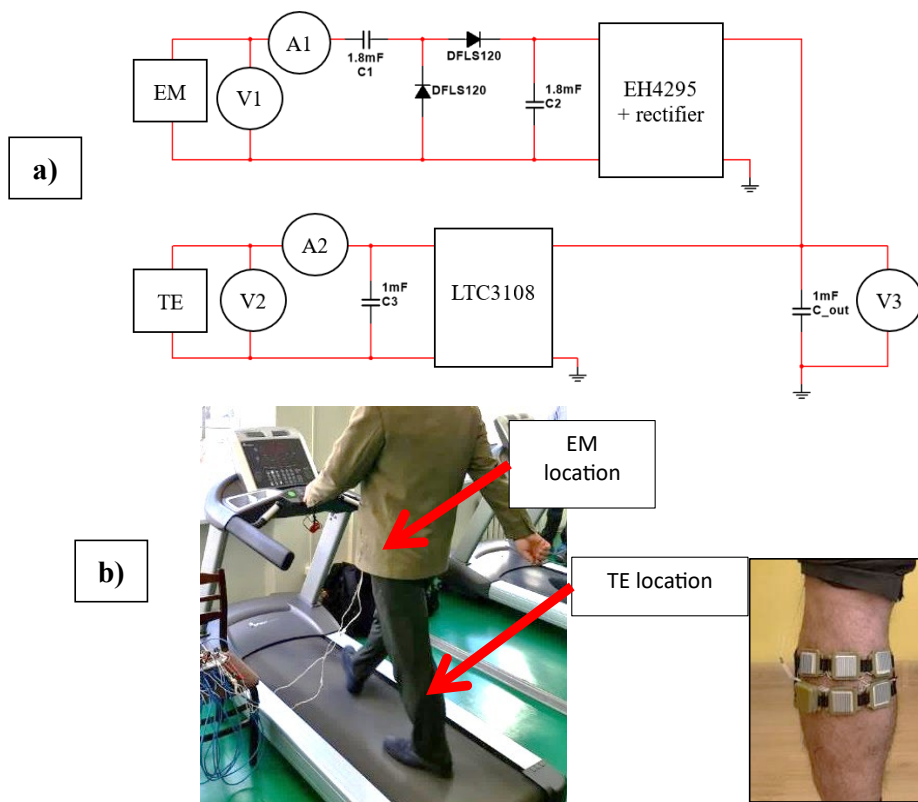 a)
EM
V1
A1
1.8mF
C1
DFLS120
DFLS120
1.8mF
C2
EH4295
+ rectifier
TE
V2
A2
1mF
C3
LTC3108
1mF
C_out
V3
b)
EM
location
TE location